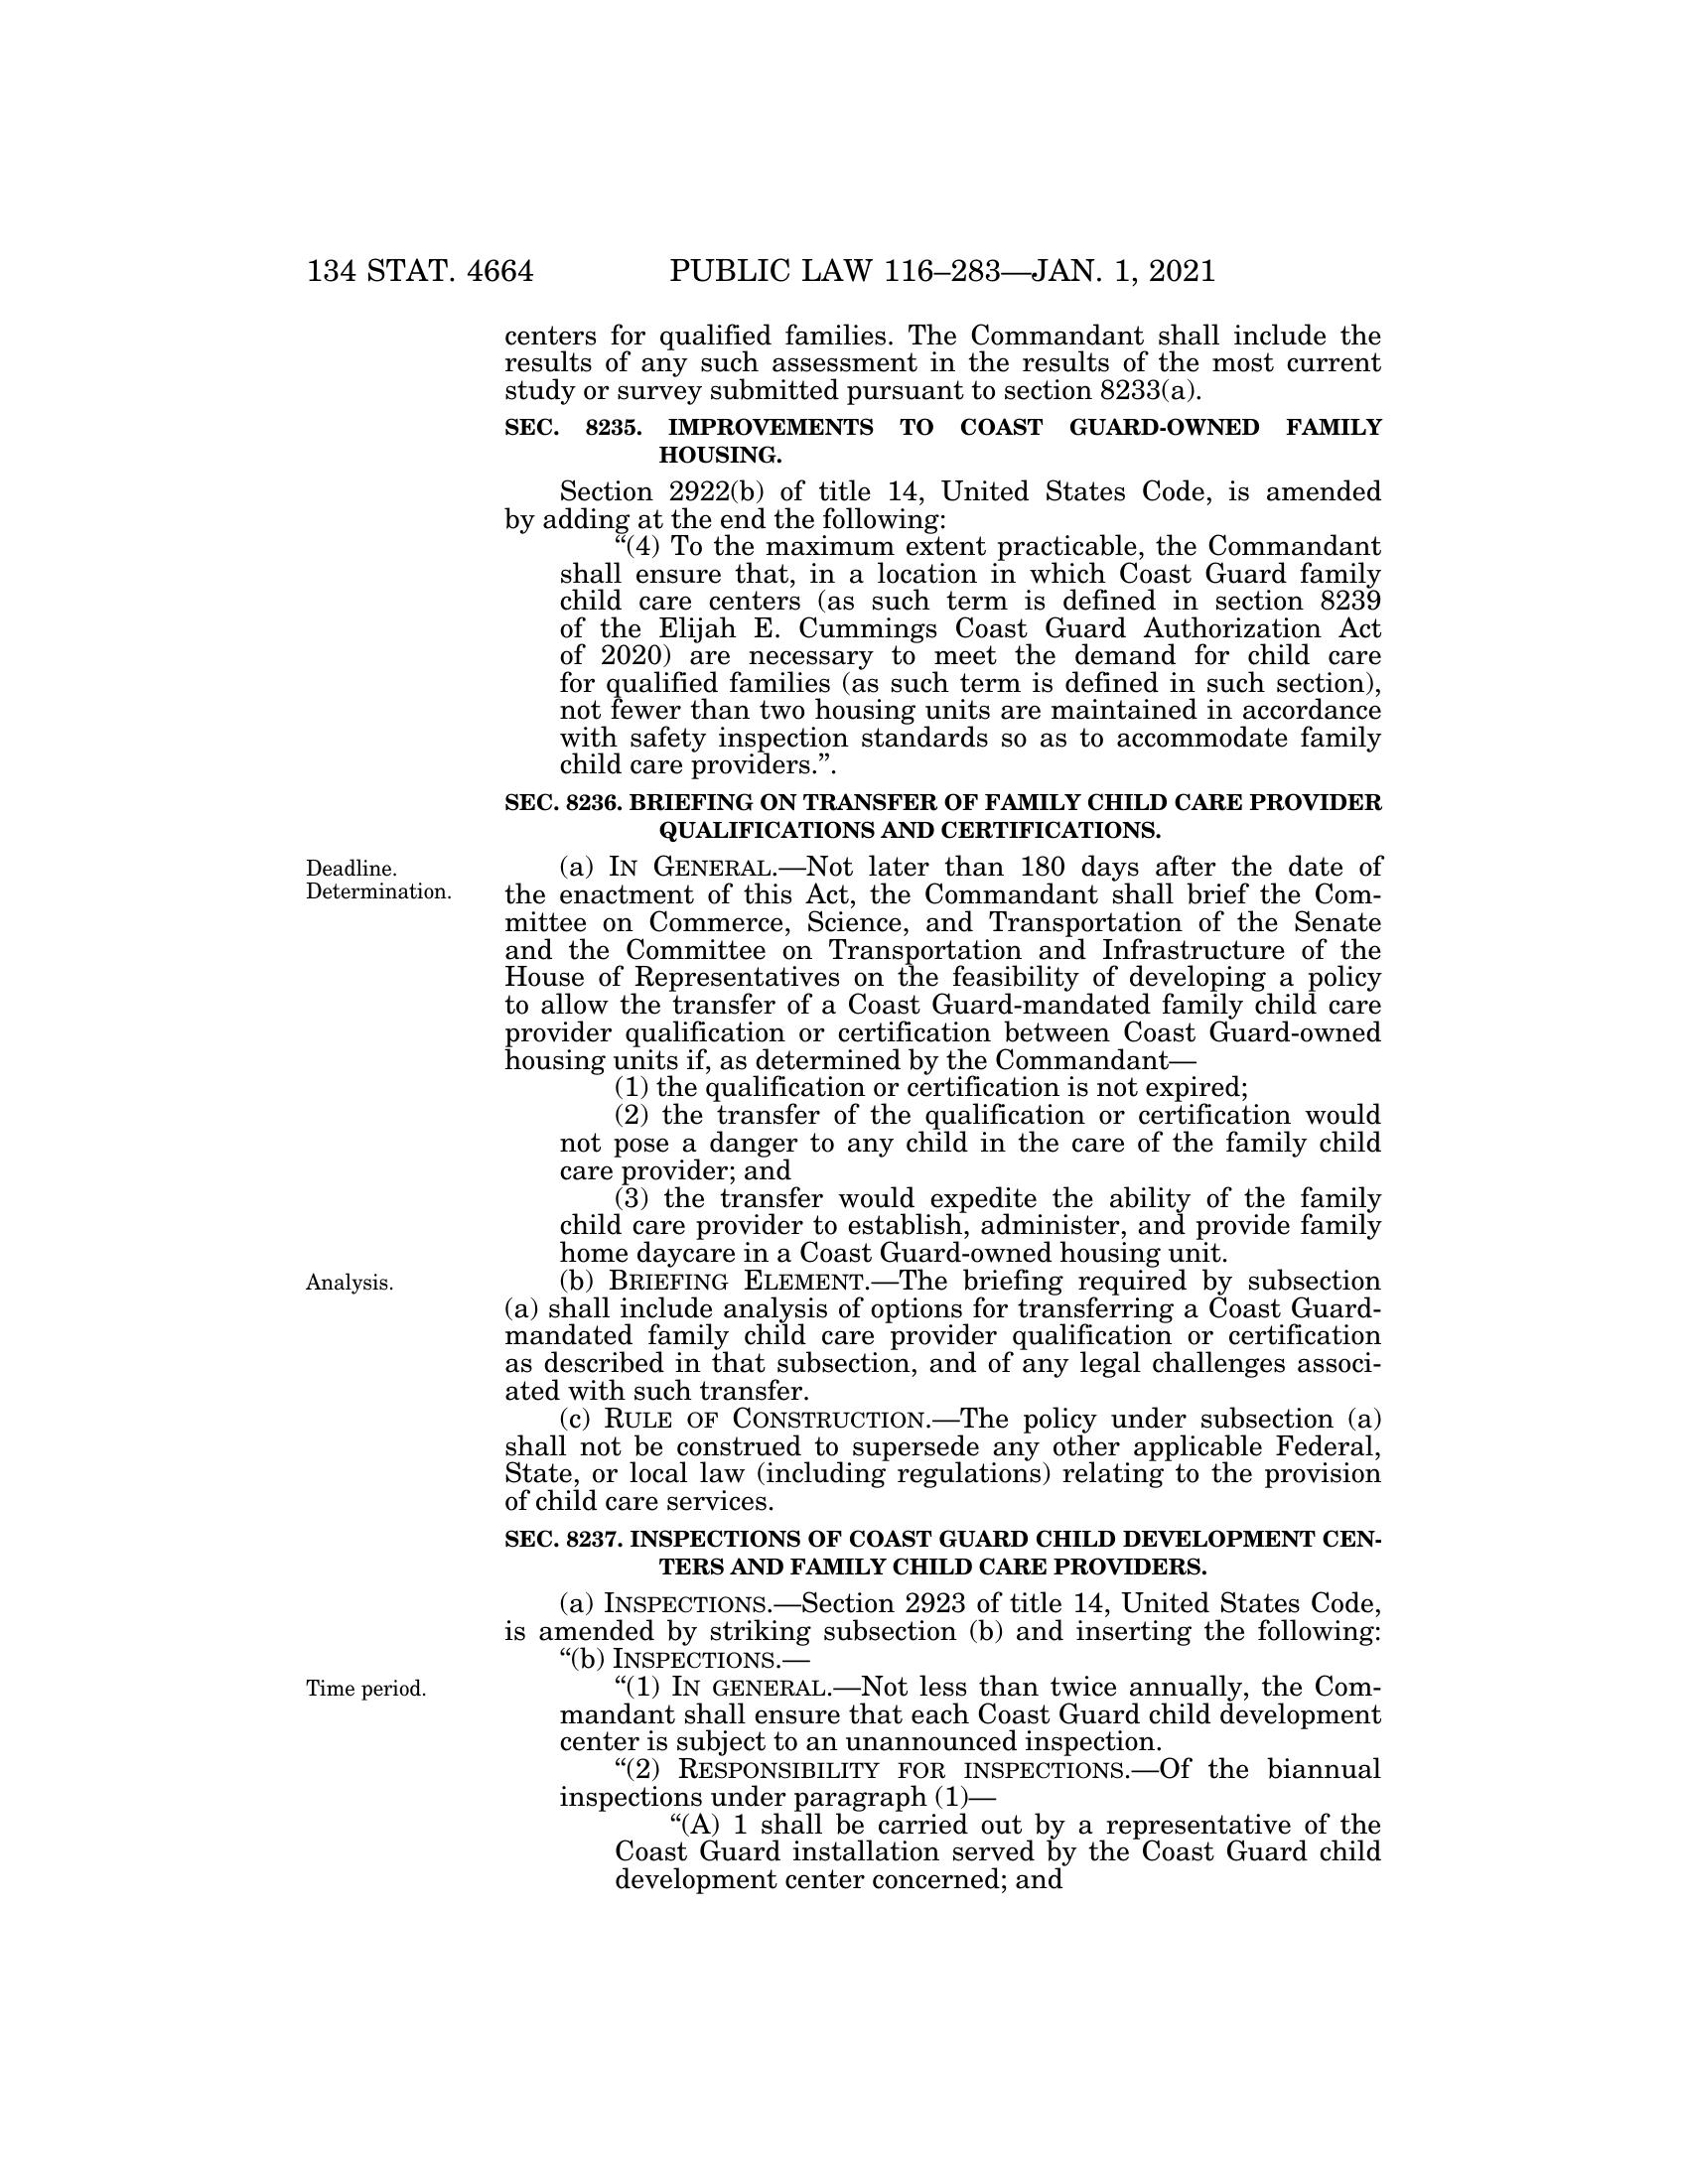 134 STAT. 4664 PUBLIC LAW 116–283—JAN. 1, 2021
centers for qualified families. The Commandant shall include the
results of any such assessment in the results of the most current
study or survey submitted pursuant to section 8233(a).
SEC. 8235. IMPROVEMENTS TO COAST GUARD-OWNED FAMILY
HOUSING.
Section 2922(b) of title 14, United States Code, is amended
by adding at the end the following:
“(4) To the maximum extent practicable, the Commandant
shall ensure that, in a location in which Coast Guard family
child care centers (as such term is defined in section 8239
of the Elijah E. Cummings Coast Guard Authorization Act
of 2020) are necessary to meet the demand for child care
for qualified families (as such term is defined in such section),
not fewer than two housing units are maintained in accordance
with safety inspection standards so as to accommodate family
child care providers.”.
SEC. 8236. BRIEFING ON TRANSFER OF FAMILY CHILD CARE PROVIDER
QUALIFICATIONS AND CERTIFICATIONS.
Deadline.
Determination.
(a) IN GENERAL.—Not later than 180 days after the date of
the enactment of this Act, the Commandant shall brief the Com-
mittee on Commerce, Science, and Transportation of the Senate
and the Committee on Transportation and Infrastructure of the
House of Representatives on the feasibility of developing a policy
to allow the transfer of a Coast Guard-mandated family child care
provider qualification or certification between Coast Guard-owned
housing units if, as determined by the Commandant—
(1) the qualification or certification is not expired;
(2) the transfer of the qualification or certification would
not pose a danger to any child in the care of the family child
care provider; and
(3) the transfer would expedite the ability of the family
child care provider to establish, administer, and provide family
home daycare in a Coast Guard-owned housing unit.
Analysis.
(b) BRIEFING ELEMENT.—The briefing required by subsection
(a) shall include analysis of options for transferring a Coast Guard-
mandated family child care provider qualification or certification
as described in that subsection, and of any legal challenges associ-
ated with such transfer.
(c) RULE OF CONSTRUCTION.—The policy under subsection (a)
shall not be construed to supersede any other applicable Federal,
State, or local law (including regulations) relating to the provision
of child care services.
SEC. 8237. INSPECTIONS OF COAST GUARD CHILD DEVELOPMENT CEN-
TERS AND FAMILY CHILD CARE PROVIDERS.
(a) INSPECTIONS.—Section 2923 of title 14, United States Code,
is amended by striking subsection (b) and inserting the following:
“(b) INSPECTIONS.—
Time period.
“(1) IN GENERAL.—Not less than twice annually, the Com-
mandant shall ensure that each Coast Guard child development
center is subject to an unannounced inspection.
“(2) RESPONSIBILITY FOR INSPECTIONS.—Of the biannual
inspections under paragraph (1)—
“(A) 1 shall be carried out by a representative of the
Coast Guard installation served by the Coast Guard child
development center concerned; and